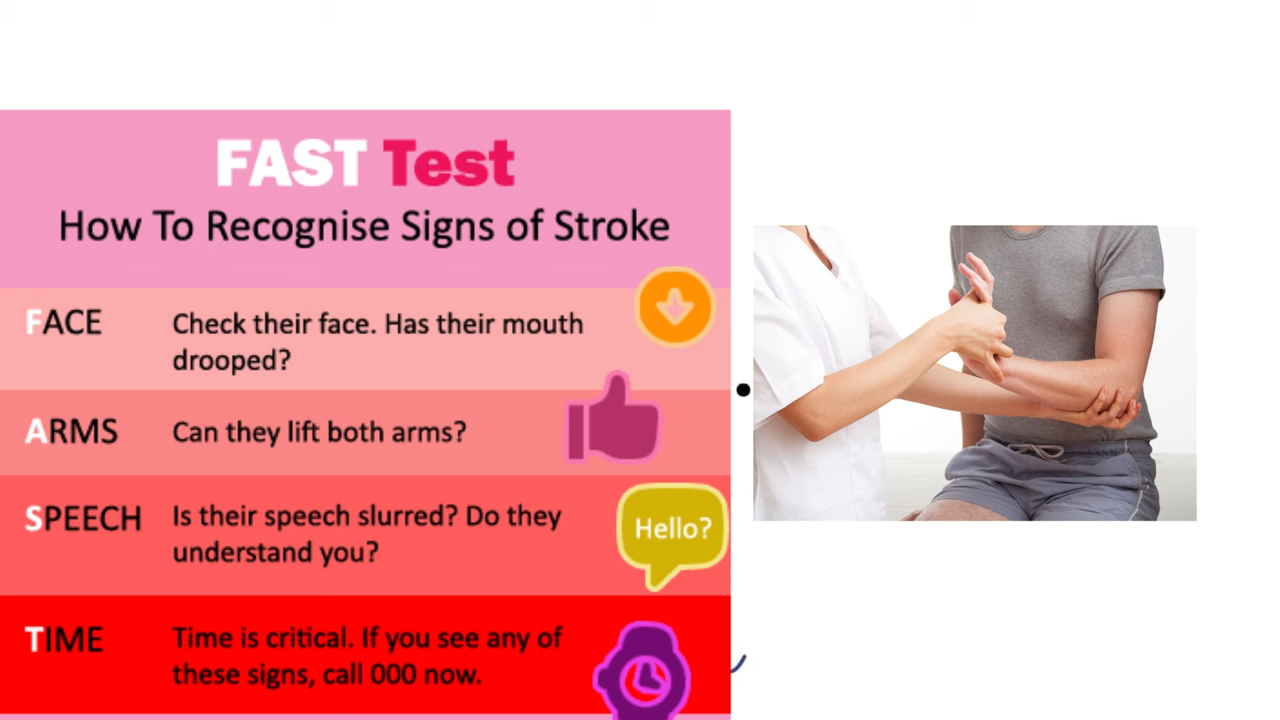 FAST Test
How To Recognise Signs of Stroke
FACE
Check their face. Has their mouth
drooped?
ARMS
Can they lift both arms?
SPEECH
Is their speech slurred? Do they
understand you?
Hello?
TIME
Time is critical. If you see any of
these signs, call 000 now.